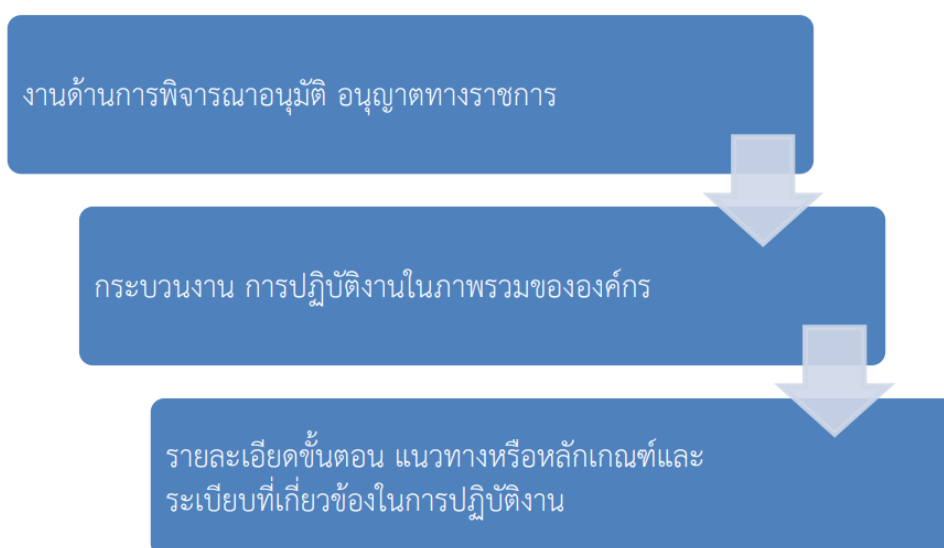 งานด้านการพิจารณาอนุมัติ อนุญาตทางราชการ
กระบวนงาน การปฏิบัติงานในภาพรวมขององค์กร
รายละเอียดขั้นตอน แนวทางหรือหลักเกณฑ์และ
ระเบียบที่เกี่ยวข้องในการปฏิบัติงาน